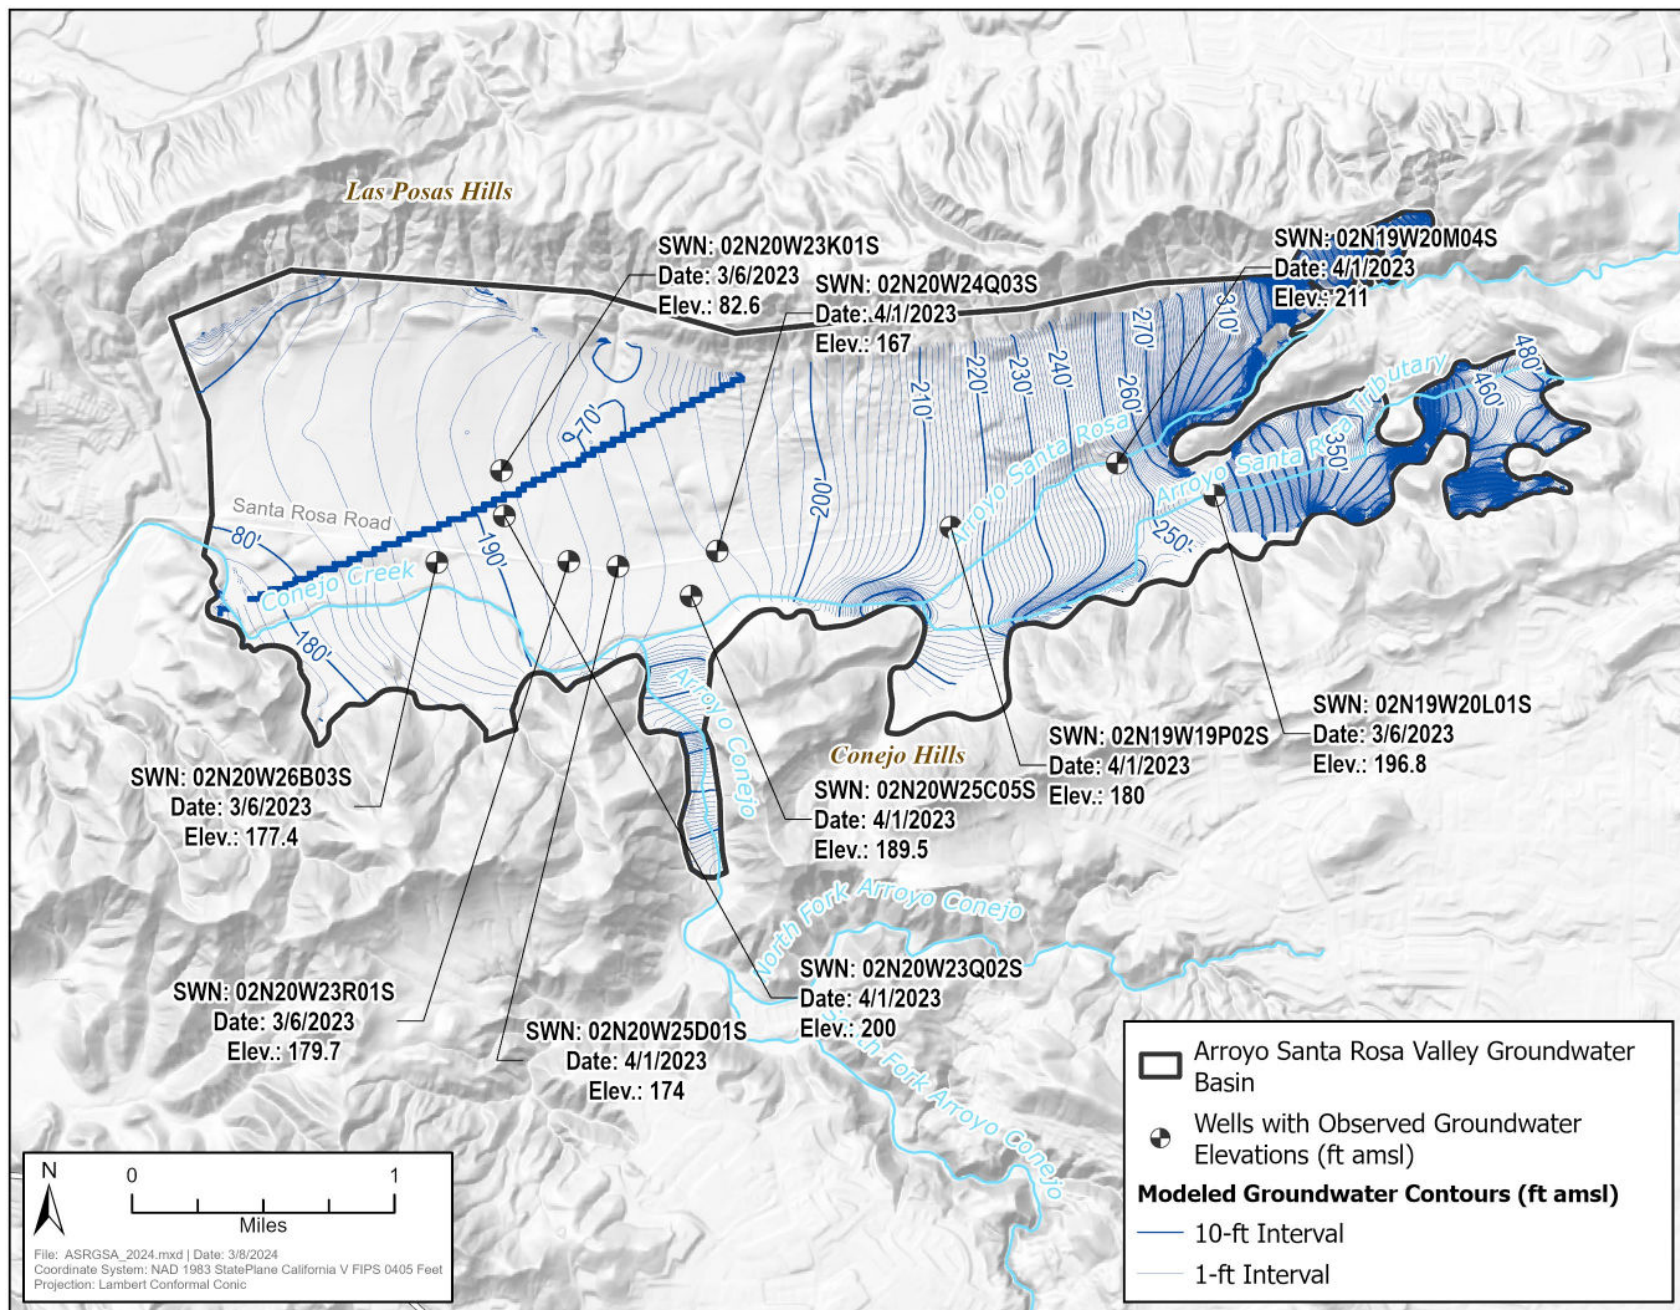 Las Posas Hills
SWN: 02N20W23K01S
Date: 3/6/2023
Elev.: 82.6
SWN: 02N20W24Q03S
Date: 4/1/2023
Elev.: 167
SWN: 02N19W20M04S
Date: 4/1/2023
Elev.: 211
310'
270'
260'
240'
230'
220'
210'
200'
480'
460'
350'
250'
70'
80'
190'
180'
Arroyo Santa Rosa
Arroyo Santa Rosa Tributary
Santa Rosa Road
Conejo Creek
Arroyo Conejo
Conejo Hills
SWN: 02N20W26B03S
Date: 3/6/2023
Elev.: 177.4
SWN: 02N20W25C05S
Date: 4/1/2023
Elev.: 189.5
SWN: 02N19W19P02S
Date: 4/1/2023
Elev.: 180
SWN: 02N19W20L01S
Date: 3/6/2023
Elev.: 196.8
North Fork Arroyo Conejo
SWN: 02N20W23R01S
Date: 3/6/2023
Elev.: 179.7
SWN: 02N20W25D01S
Date: 4/1/2023
Elev.: 174
SWN: 02N20W23Q02S
Date: 4/1/2023
Elev.: 200
South Fork Arroyo Conejo
N
0 1
Miles
File: ASRGSA_2024.mxd | Date: 3/8/2024
Coordinate System: NAD 1983 StatePlane California V FIPS 0405 Feet
Projection: Lambert Conformal Conic
Arroyo Santa Rosa Valley Groundwater
Basin
Wells with Observed Groundwater
Elevations (ft amsl)
Modeled Groundwater Contours (ft amsl)
10-ft Interval
1-ft Interval